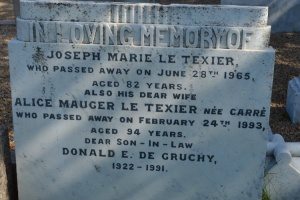 IN LOVING MEMORY OF
JOSEPH MARIE LE TEXIER,
WHO PASSED AWAY ON JUNE 28TH 1965,
AGED 82 YEARS.
ALSO HIS DEAR WIFE
ALICE MAUGER LE TEXIER NÉE CARRÉ
WHO PASSED AWAY ON FEBRUARY 24TH 1993,
AGED 94 YEARS.
DEAR SON-IN-LAW
DONALD E. DE GRUCHY,
1922-1991.